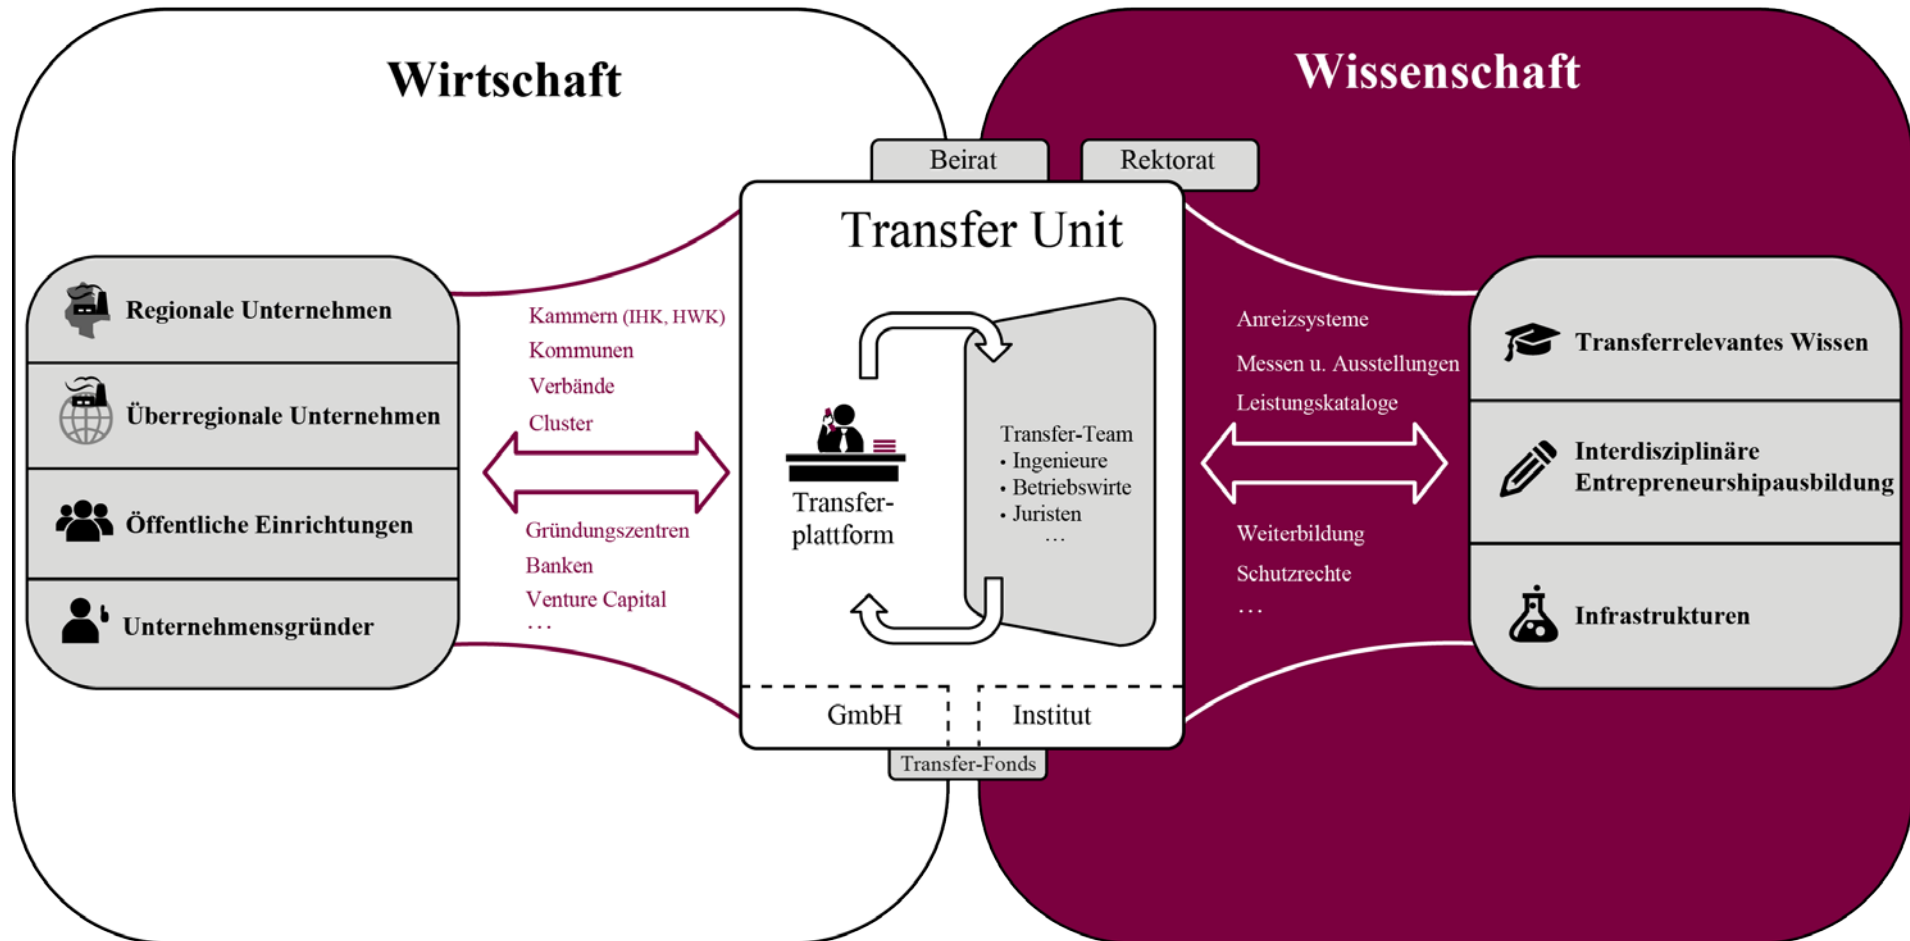 Wirtschaft
Wissenschaft
Beirat
Rektorat
Transfer Unit
Regionale Unternehmen
Überregionale Unternehmen
Öffentliche Einrichtungen
Unternehmensgründer
Kammern (IHK, HWK)
Kommunen
Verbände
Cluster
Gründungszentren
Banken
Venture Capital
...
Transfer-
plattform
Transfer-Team
• Ingenieure
• Betriebswirte
• Juristen
...
GmbH
Institut
Transfer-Fonds
Anreizsysteme
Messen u. Ausstellungen
Leistungskataloge
Weiterbildung
Schutzrechte
...
Transferrelevantes Wissen
Interdisziplinäre
Entrepreneurshipausbildung
Infrastrukturen